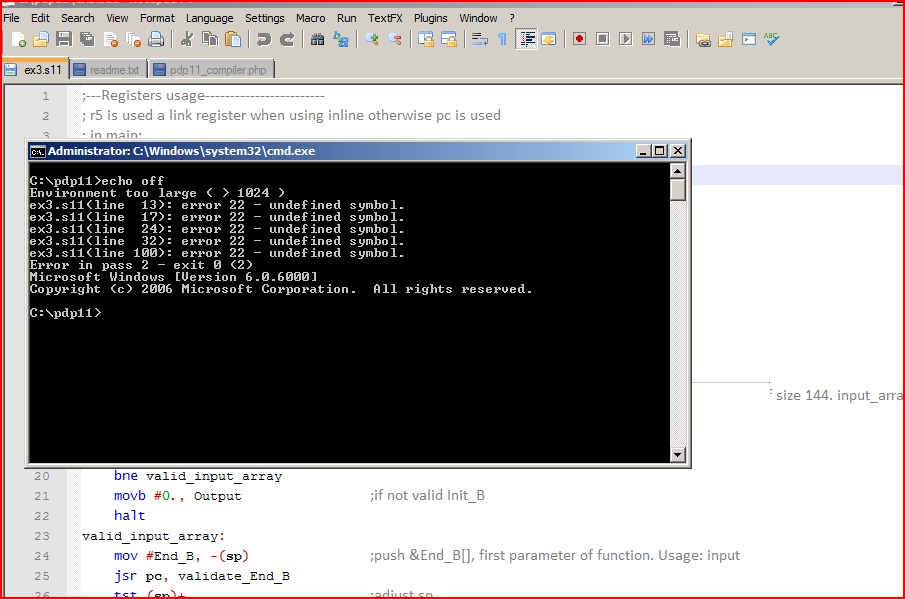 File Edit Search View Format Language Settings Macro Run TextFX Plugins Window ?
ex3.s11 readme.txt pdp11_compiler.php
1 ;---Registers usage------------------------
2 ; r5 is used a link register when using inline otherwise pc is used
3 ; in main:
Administrator: C:\Windows\system32\cmd.exe
C:\pdp11>echo off
Environment too large ( > 1024 )
ex3.s11(line  13): error 22 - undefined symbol.
ex3.s11(line  17): error 22 - undefined symbol.
ex3.s11(line  24): error 22 - undefined symbol.
ex3.s11(line  32): error 22 - undefined symbol.
ex3.s11(line 100): error 22 - undefined symbol.
Error in pass 2 - exit 0 (2)
Microsoft Windows [Version 6.0.6000]
Copyright (c) 2006 Microsoft Corporation.  All rights reserved.
C:\pdp11>
size 144. input_arra
20 bne valid_input_array
21 movb #0., Output ;if not valid Init_B
22 halt
23 valid_input_array:
24 mov #End_B, -(sp) ;push &End_B[], first parameter of function. Usage: input
25 jsr pc, validate_End_B
26 tst (sp)+ ;adjust sp